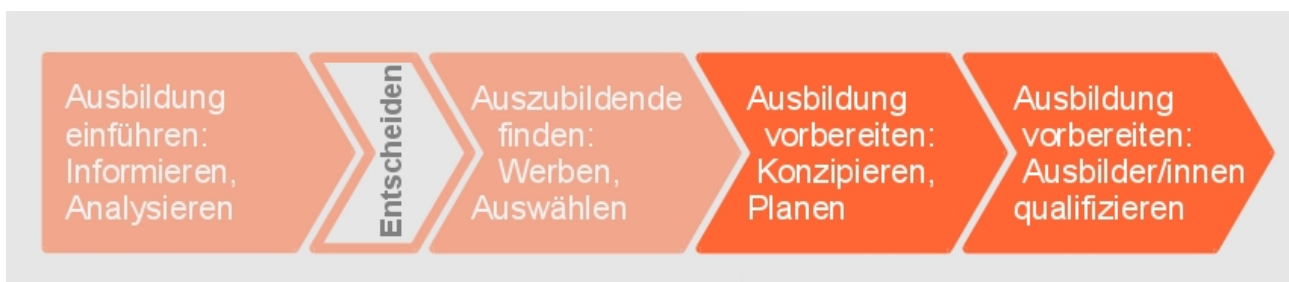 Ausbildung
einführen:
Informieren,
Analysieren
Entscheiden
Auszubildende
finden:
Werben,
Auswählen
Ausbildung
vorbereiten:
Konzipieren,
Planen
Ausbildung
vorbereiten:
Ausbilder/innen
qualifizieren